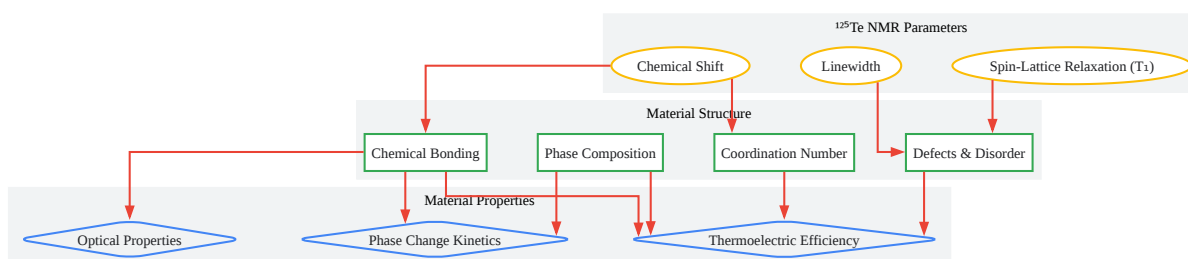 ¹²⁵Te NMR Parameters
Chemical Shift
Linewidth
Spin-Lattice Relaxation (T₁)
Material Structure
Chemical Bonding
Phase Composition
Coordination Number
Defects & Disorder
Material Properties
Optical Properties
Phase Change Kinetics
Thermoelectric Efficiency